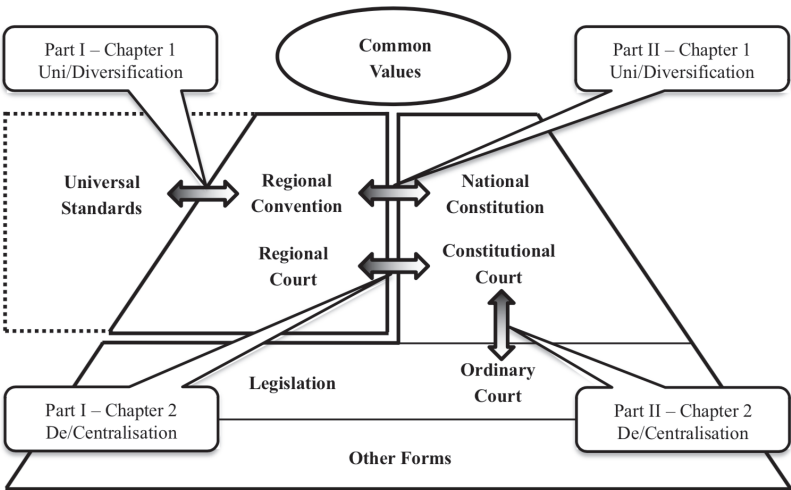 Part I – Chapter 1
Uni/Diversification
Common
Values
Part II – Chapter 1
Uni/Diversification
Universal
Standards
Regional
Convention
National
Constitution
Regional
Court
Constitutional
Court
Legislation
Ordinary
Court
Part I – Chapter 2
De/Centralisation
Part II – Chapter 2
De/Centralisation
Other Forms